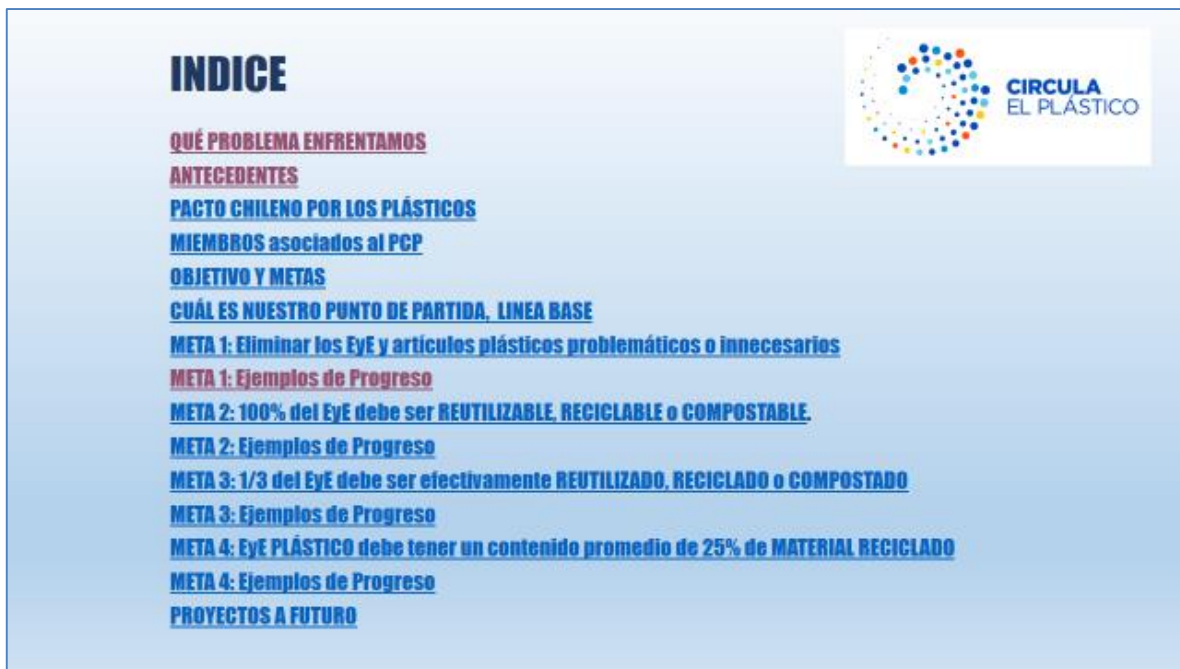 INDICE
CIRCULA
EL PLÁSTICO
QUÉ PROBLEMA ENFRENTAMOS
ANTECEDENTES
PACTO CHILENO POR LOS PLÁSTICOS
MIEMBROS asociados al PCP
OBJETIVO Y METAS
CUÁL ES NUESTRO PUNTO DE PARTIDA, LINEA BASE
META 1: Eliminar los EyE y artículos plásticos problemáticos o innecesarios
META 1: Ejemplos de Progreso
META 2: 100% del EyE debe ser REUTILIZABLE, RECICLABLE o COMPOSTABLE.
META 2: Ejemplos de Progreso
META 3: 1/3 del EyE debe ser efectivamente REUTILIZADO, RECICLADO o COMPOSTADO
META 3: Ejemplos de Progreso
META 4: EyE PLÁSTICO debe tener un contenido promedio de 25% de MATERIAL RECICLADO
META 4: Ejemplos de Progreso
PROYECTOS A FUTURO